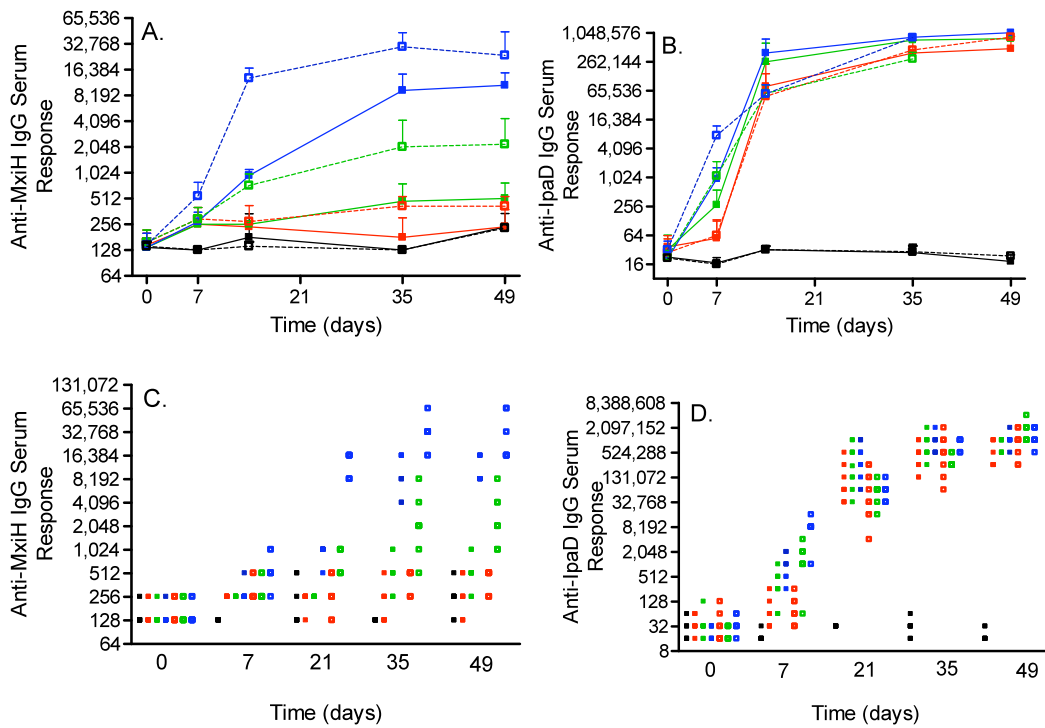 A.
Anti-MxiH IgG Serum
Response
65,536
32,768
16,384
8,192
4,096
2,048
1,024
512
256
128
64
0 7 21 35 49
Time (days)
B.
Anti-IpaD IgG Serum
Response
1,048,576
262,144
65,536
16,384
4,096
1,024
256
64
16
0 7 21 35 49
Time (days)
C.
Anti-MxiH IgG Serum
Response
131,072
65,536
32,768
16,384
8,192
4,096
2,048
1,024
512
256
128
64
0 7 21 35 49
Time (days)
D.
Anti-IpaD IgG Serum
Response
8,388,608
2,097,152
524,288
131,072
32,768
8,192
2,048
512
128
32
8
0 7 21 35 49
Time (days)